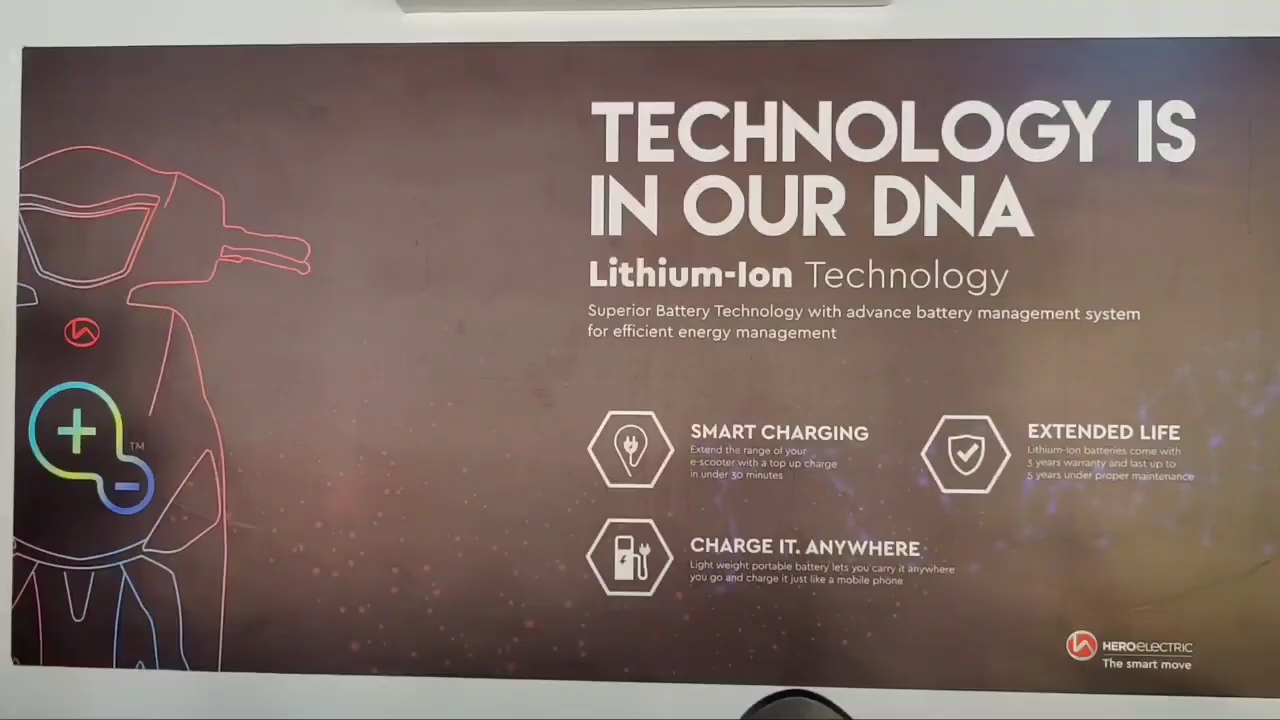 TECHNOLOGY IS
IN OUR DNA
Lithium-Ion Technology
Superior Battery Technology with advance battery management system
for efficient energy management
SMART CHARGING
Extend the range of your
e-scooter with a top up charge
in under 30 minutes
EXTENDED LIFE
Lithium-Ion batteries come with
3 years warranty and last up to
5 years under proper maintenance
CHARGE IT. ANYWHERE
Light weight portable battery lets you carry it anywhere
you go and charge it just like a mobile phone
TM
HEROELECTRIC
The smart move